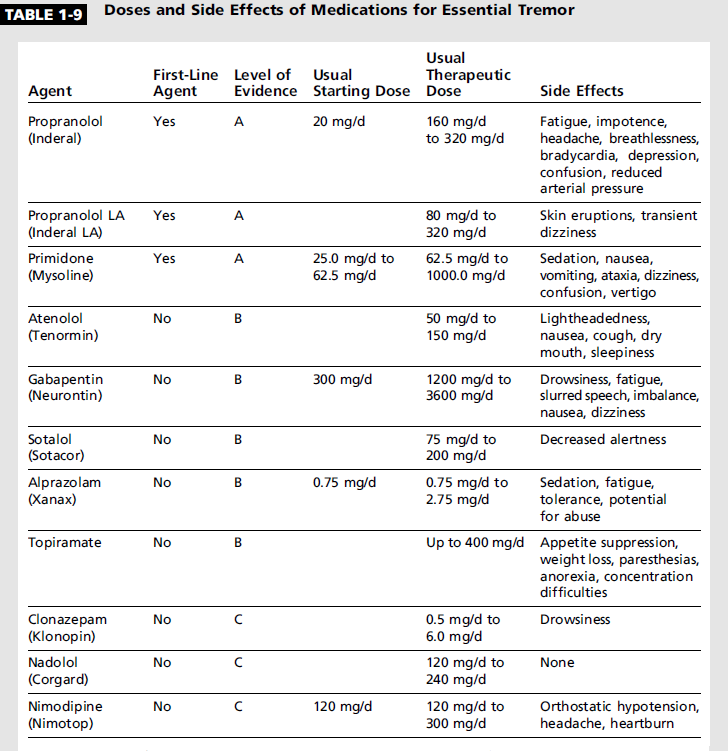 TABLE 1-9 Doses and Side Effects of Medications for Essential Tremor
Agent First-Line Agent Level of Evidence Usual Starting Dose Usual Therapeutic Dose Side Effects
Propranolol Yes A 20 mg/d 160 mg/d Fatigue, impotence,
(Inderal) to 320 mg/d headache, breathlessness,
bradycardia, depression,
confusion, reduced
arterial pressure
Propranolol LA Yes A 80 mg/d to Skin eruptions, transient
(Inderal LA) 320 mg/d dizziness
Primidone Yes A 25.0 mg/d to 62.5 mg/d to Sedation, nausea,
(Mysoline) 62.5 mg/d 1000.0 mg/d vomiting, ataxia, dizziness,
confusion, vertigo
Atenolol No B 50 mg/d to Lightheadedness,
(Tenormin) 150 mg/d nausea, cough, dry
mouth, sleepiness
Gabapentin No B 300 mg/d 1200 mg/d to Drowsiness, fatigue,
(Neurontin) 3600 mg/d slurred speech, imbalance,
nausea, dizziness
Sotalol No B 75 mg/d to Decreased alertness
(Sotacor) 200 mg/d
Alprazolam No B 0.75 mg/d 0.75 mg/d to Sedation, fatigue,
(Xanax) 2.75 mg/d tolerance, potential
for abuse
Topiramate No B Up to 400 mg/d Appetite suppression,
weight loss, paresthesias,
anorexia, concentration
difficulties
Clonazepam No C 0.5 mg/d to Drowsiness
(Klonopin) 6.0 mg/d
Nadolol No C 120 mg/d to None
(Corgard) 240 mg/d
Nimodipine No C 120 mg/d 120 mg/d to Orthostatic hypotension,
(Nimotop) 300 mg/d headache, heartburn